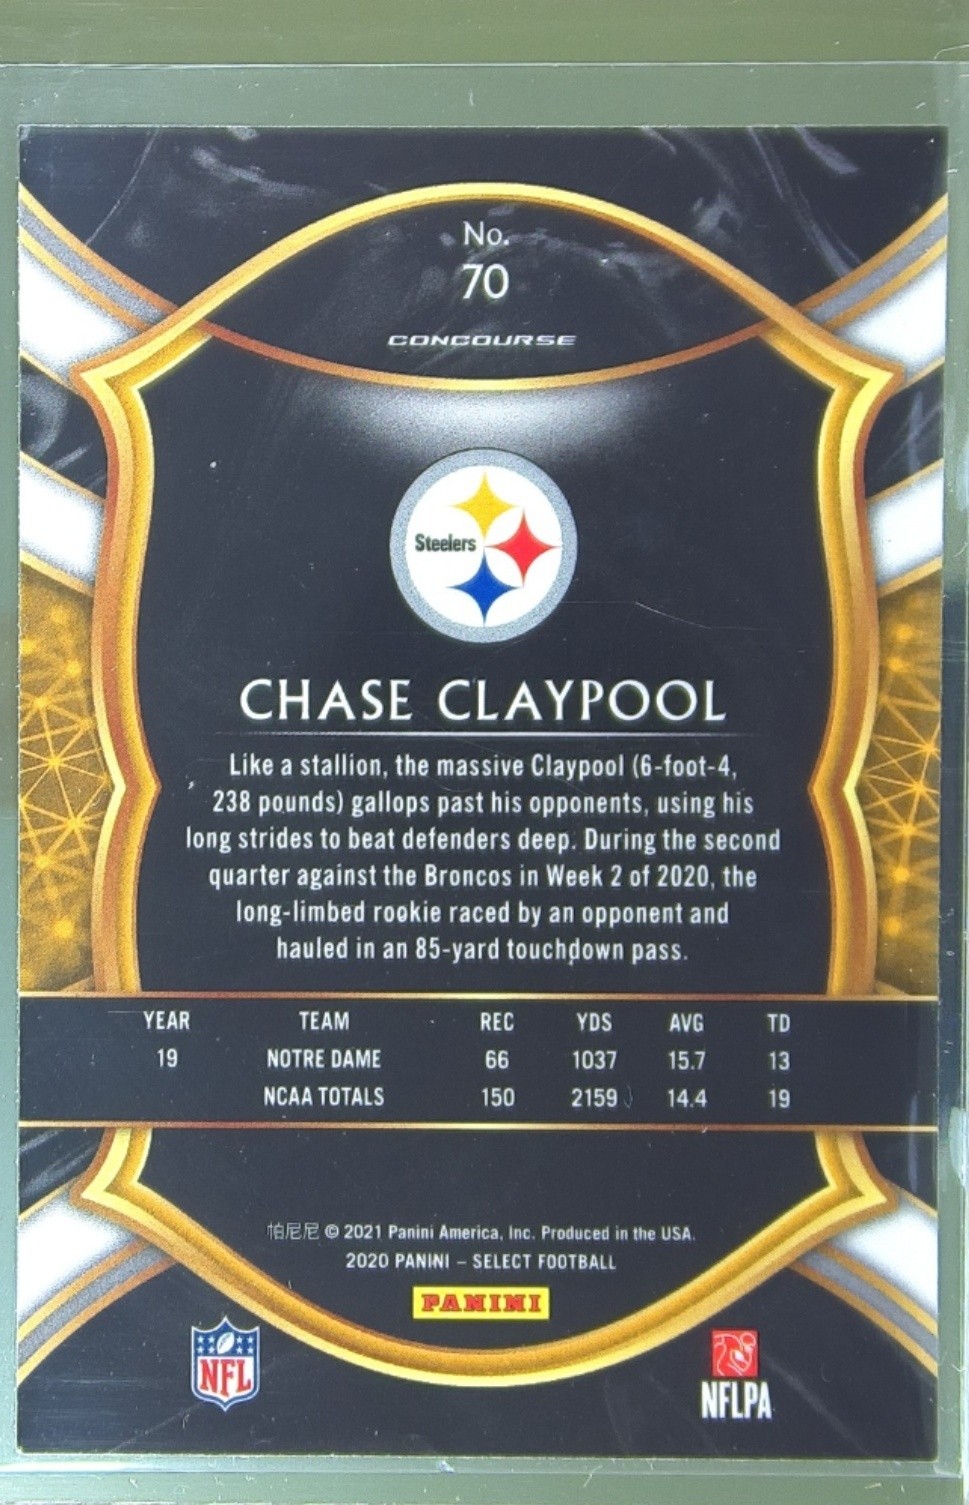 No.
70
CONCOURSE
Steelers
CHASE CLAYPOOL
Like a stallion, the massive Claypool (6-foot-4,
238 pounds) gallops past his opponents, using his
long strides to beat defenders deep. During the second
quarter against the Broncos in Week 2 of 2020, the
long-limbed rookie raced by an opponent and
hauled in an 85-yard touchdown pass.
YEAR TEAM REC YDS AVG TD
19 NOTRE DAME 66 1037 15.7 13
NCAA TOTALS 150 2159 14.4 19
帕尼尼 © 2021 Panini America, Inc. Produced in the USA.
2020 PANINI – SELECT FOOTBALL
PANINI
NFL
NFLPA